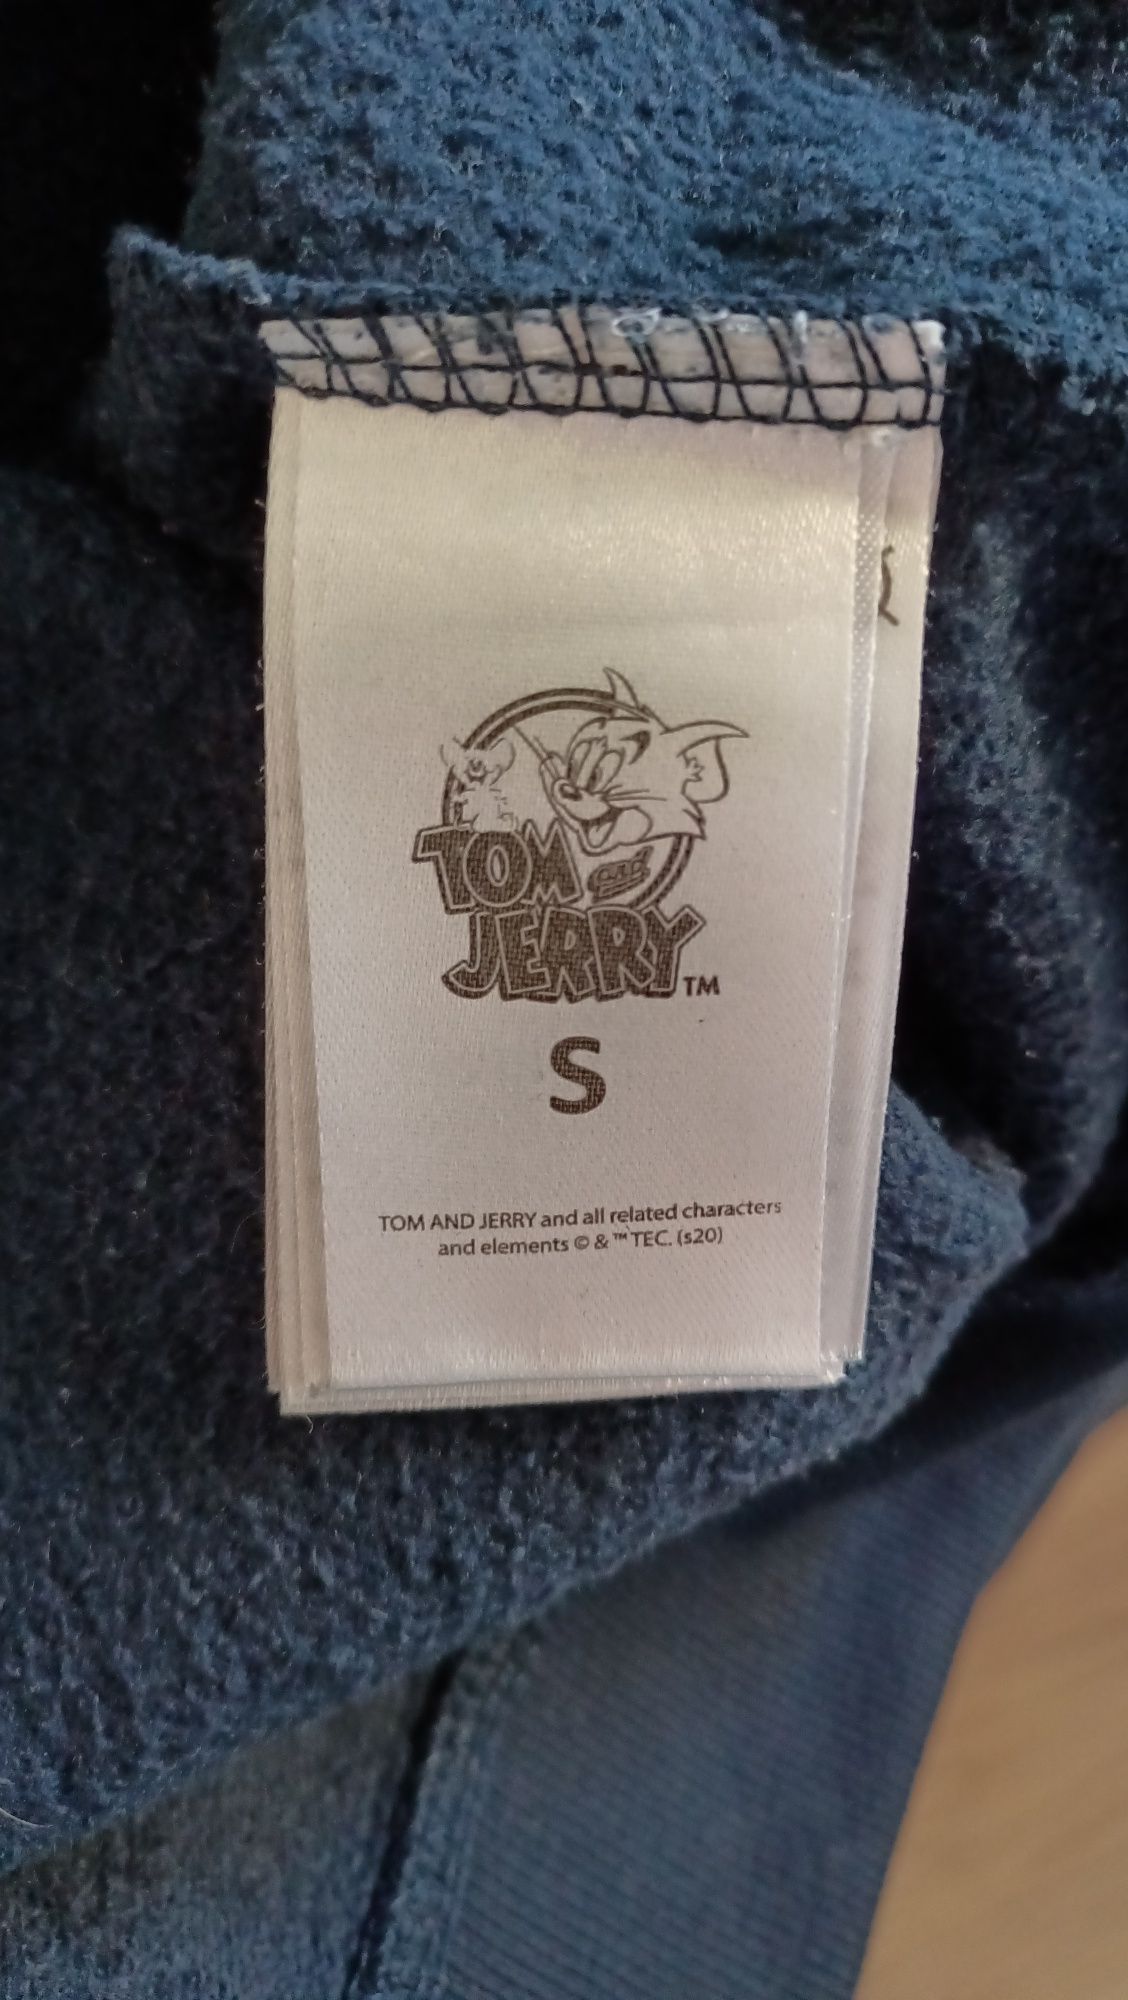 TOM and
JERRY TM
S
TOM AND JERRY and all related characters
and elements © & ™ TEC. (s20)